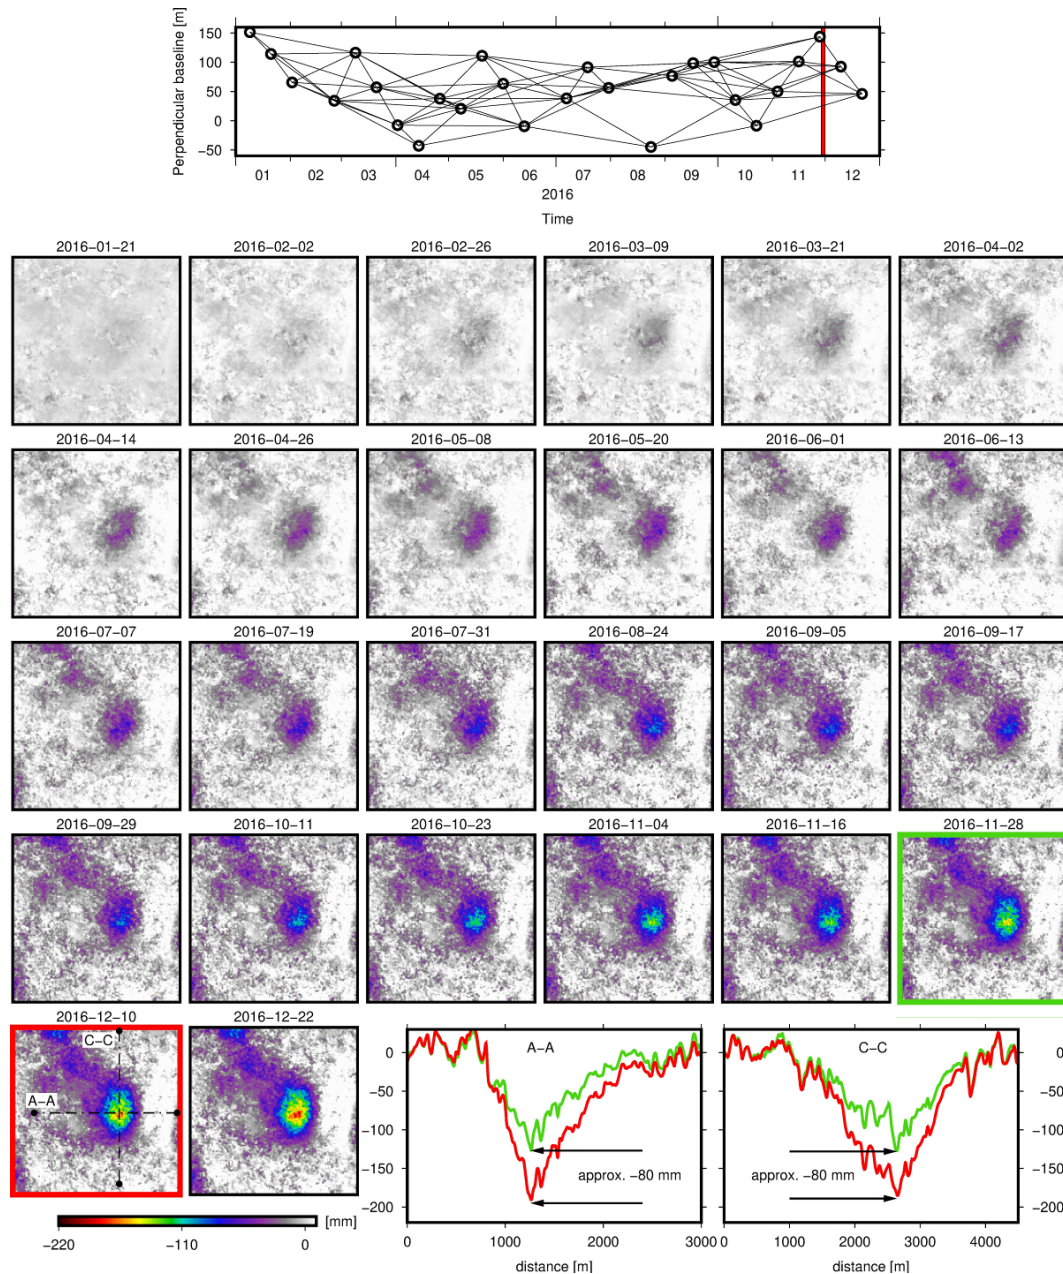 Perpendicular baseline [m]
150
100
50
0
−50
01 02 03 04 05 06 07 08 09 10 11 12
2016
Time
2016−01−21 2016−02−02 2016−02−26 2016−03−09 2016−03−21 2016−04−02
2016−04−14 2016−04−26 2016−05−08 2016−05−20 2016−06−01 2016−06−13
2016−07−07 2016−07−19 2016−07−31 2016−08−24 2016−09−05 2016−09−17
2016−09−29 2016−10−11 2016−10−23 2016−11−04 2016−11−16 2016−11−28
2016−12−10 2016−12−22
C−C
A−A
[mm]
−220 −110 0
A−A
0
−50
−100
−150
−200
approx. −80 mm
0 1000 2000 3000
distance [m]
C−C
0
−50
−100
−150
−200
approx. −80 mm
0 1000 2000 3000 4000
distance [m]